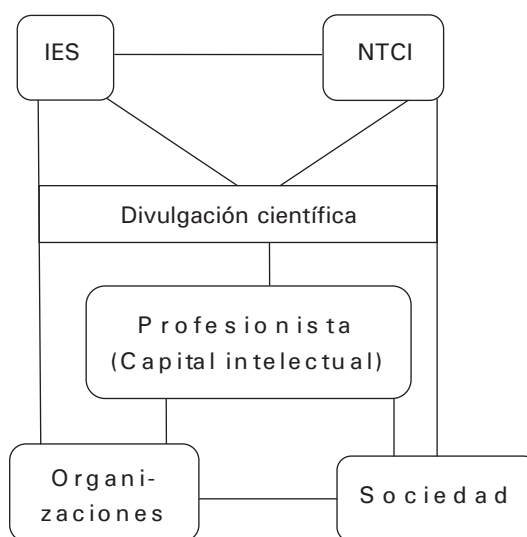 IES
NTCI
Divulgación científica
Profesionista
(Capital intelectual)
Organi-
zaciones
Sociedad